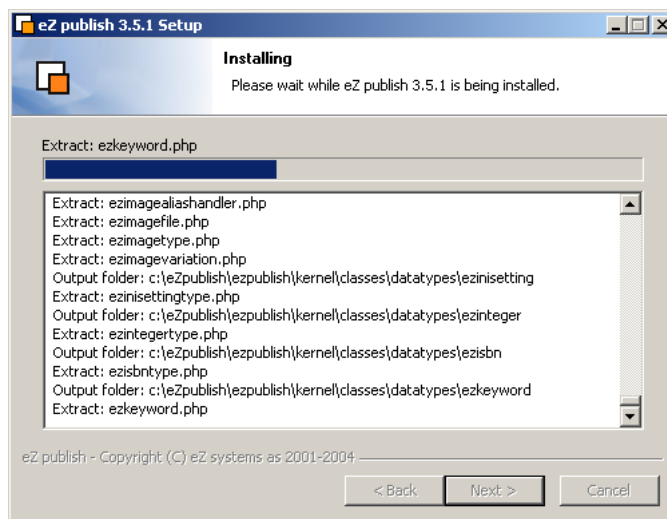 eZ publish 3.5.1 Setup
Installing
Please wait while eZ publish 3.5.1 is being installed.
Extract: ezkeyword.php
Extract: ezimagealiashandler.php
Extract: ezimagefile.php
Extract: ezimagetype.php
Extract: ezimagevariation.php
Output folder: c:\eZpublish\ezpublish\kernel\classes\datatypes\ezinisetting
Extract: ezinisettingtype.php
Output folder: c:\eZpublish\ezpublish\kernel\classes\datatypes\ezinteger
Extract: ezintegertype.php
Output folder: c:\eZpublish\ezpublish\kernel\classes\datatypes\ezisbn
Extract: ezisbntype.php
Output folder: c:\eZpublish\ezpublish\kernel\classes\datatypes\ezkeyword
Extract: ezkeyword.php
eZ publish - Copyright (C) eZ systems as 2001-2004
< Back Next > Cancel